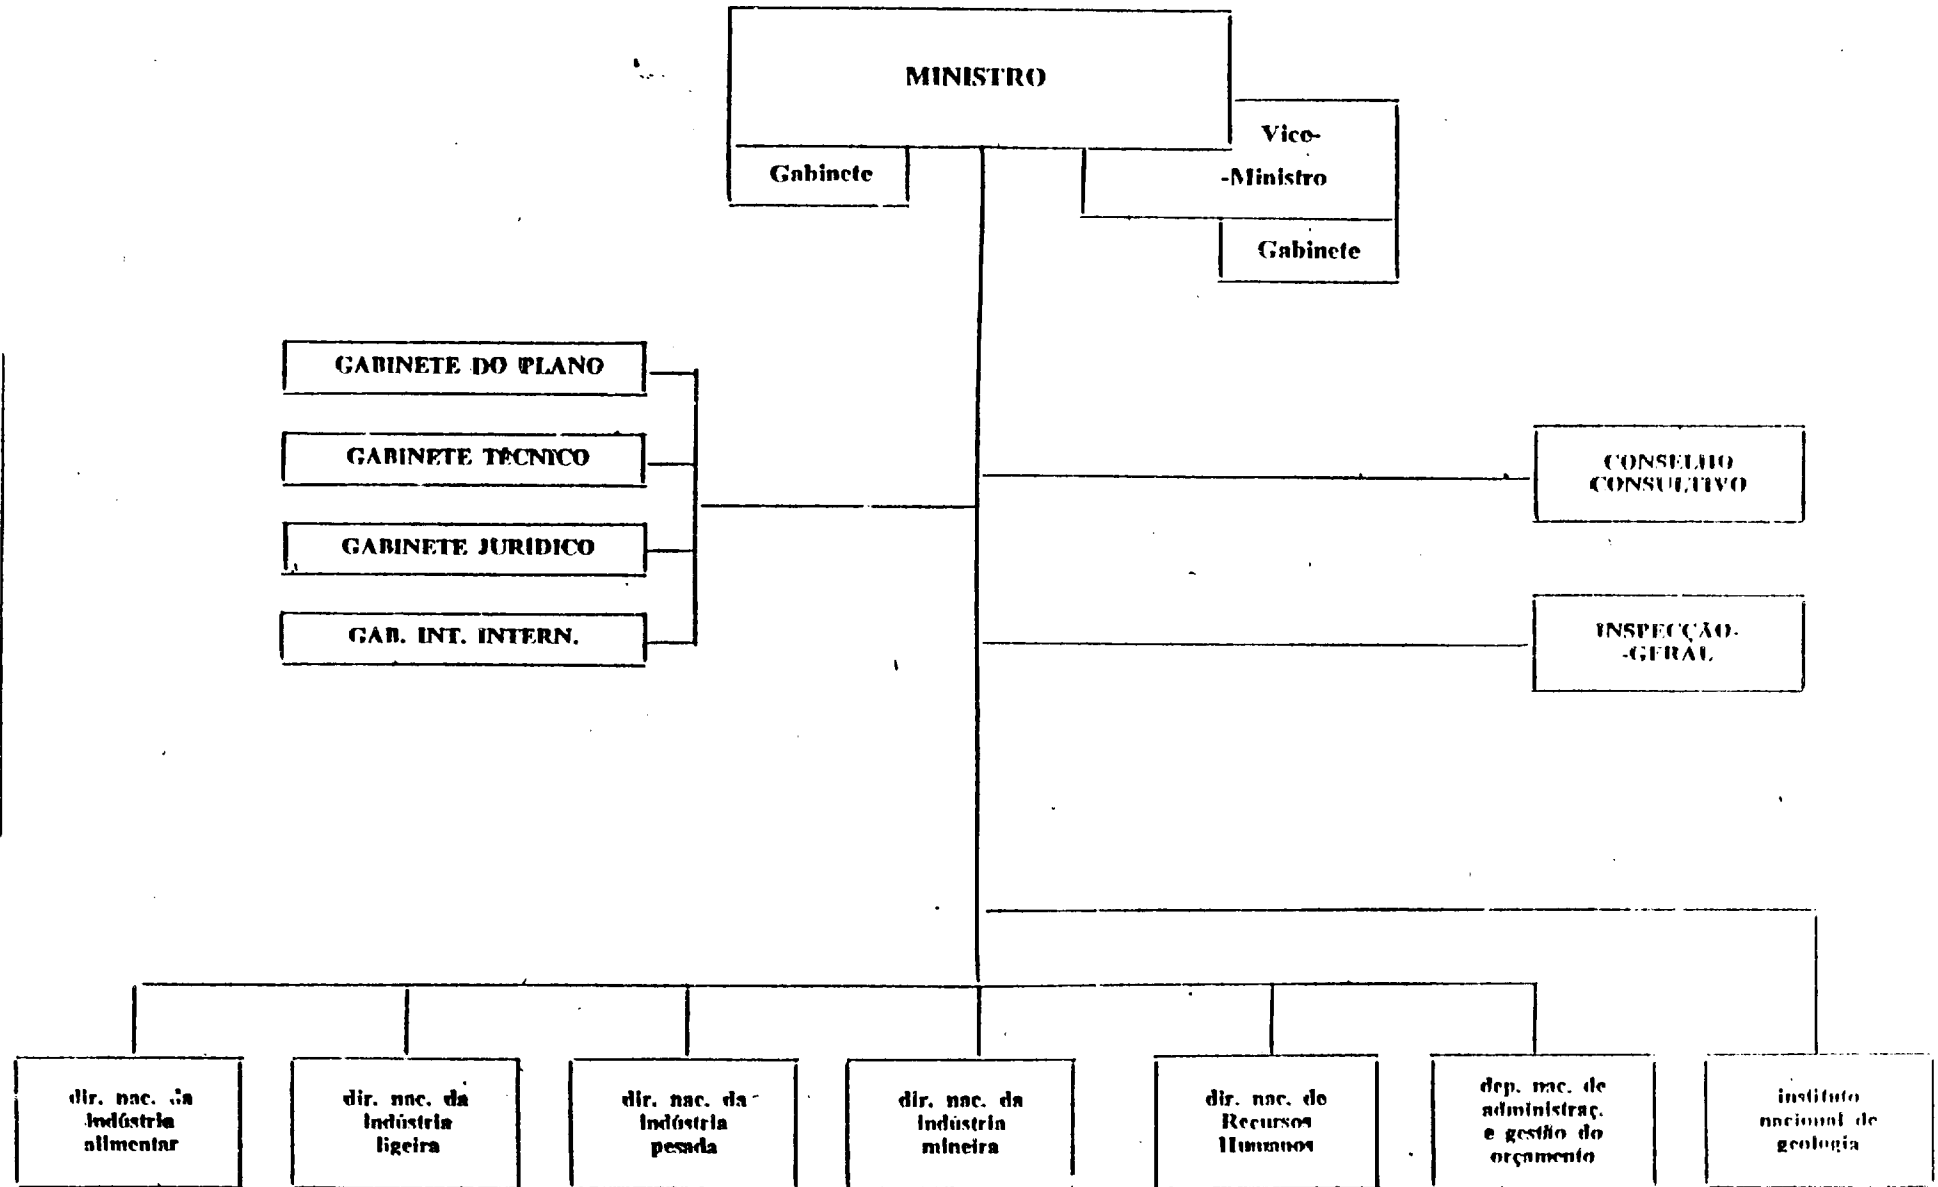 MINISTRO
Vice-
-Ministro
Gabinete
Gabinete
GABINETE DO PLANO
GABINETE TÉCNICO
GABINETE JURÍDICO
GAB. INT. INTERN.
CONSELHO
CONSULTIVO
INSPECÇÃO-
-GERAL
dir. nac. da
Indústria
alimentar
dir. nac. da
Indústria
ligeira
dir. nac. da
Indústria
pesada
dir. nac. da
Indústria
mineira
dir. nac. de
Recursos
Humanos
dep. nac. de
administraç.
e gestão do
orçamento
instituto
nacional de
geologia